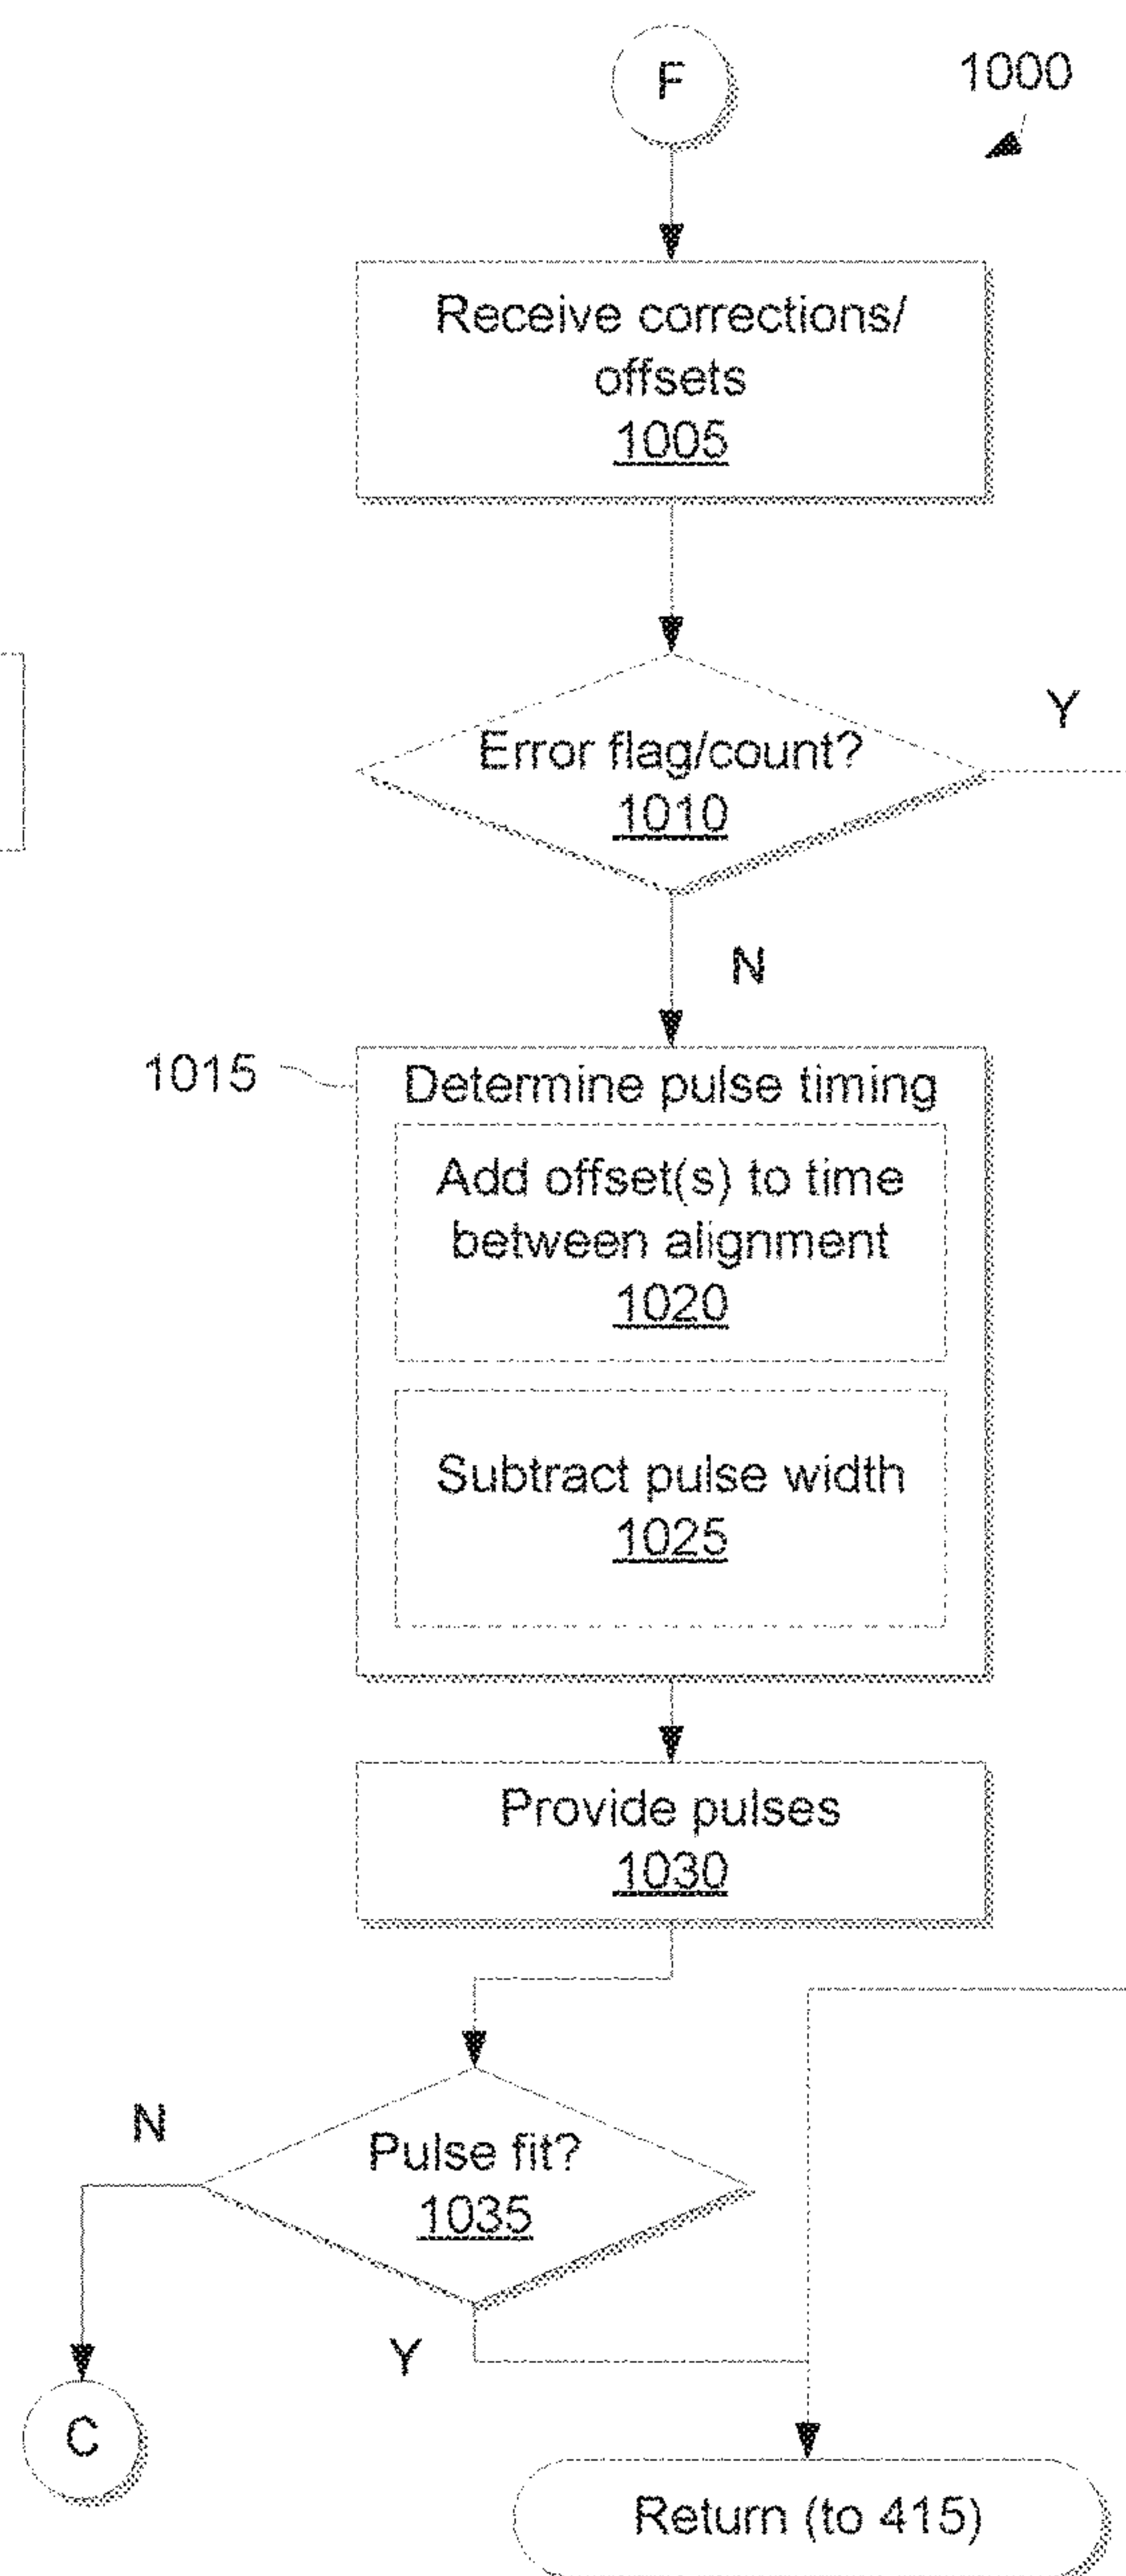 F
1000
Receive corrections/
offsets
1005
Error flag/count?
1010
Y
N
1015
Determine pulse timing
Add offset(s) to time
between alignment
1020
Subtract pulse width
1025
Provide pulses
1030
N
Pulse fit?
1035
Y
C
Return (to 415)